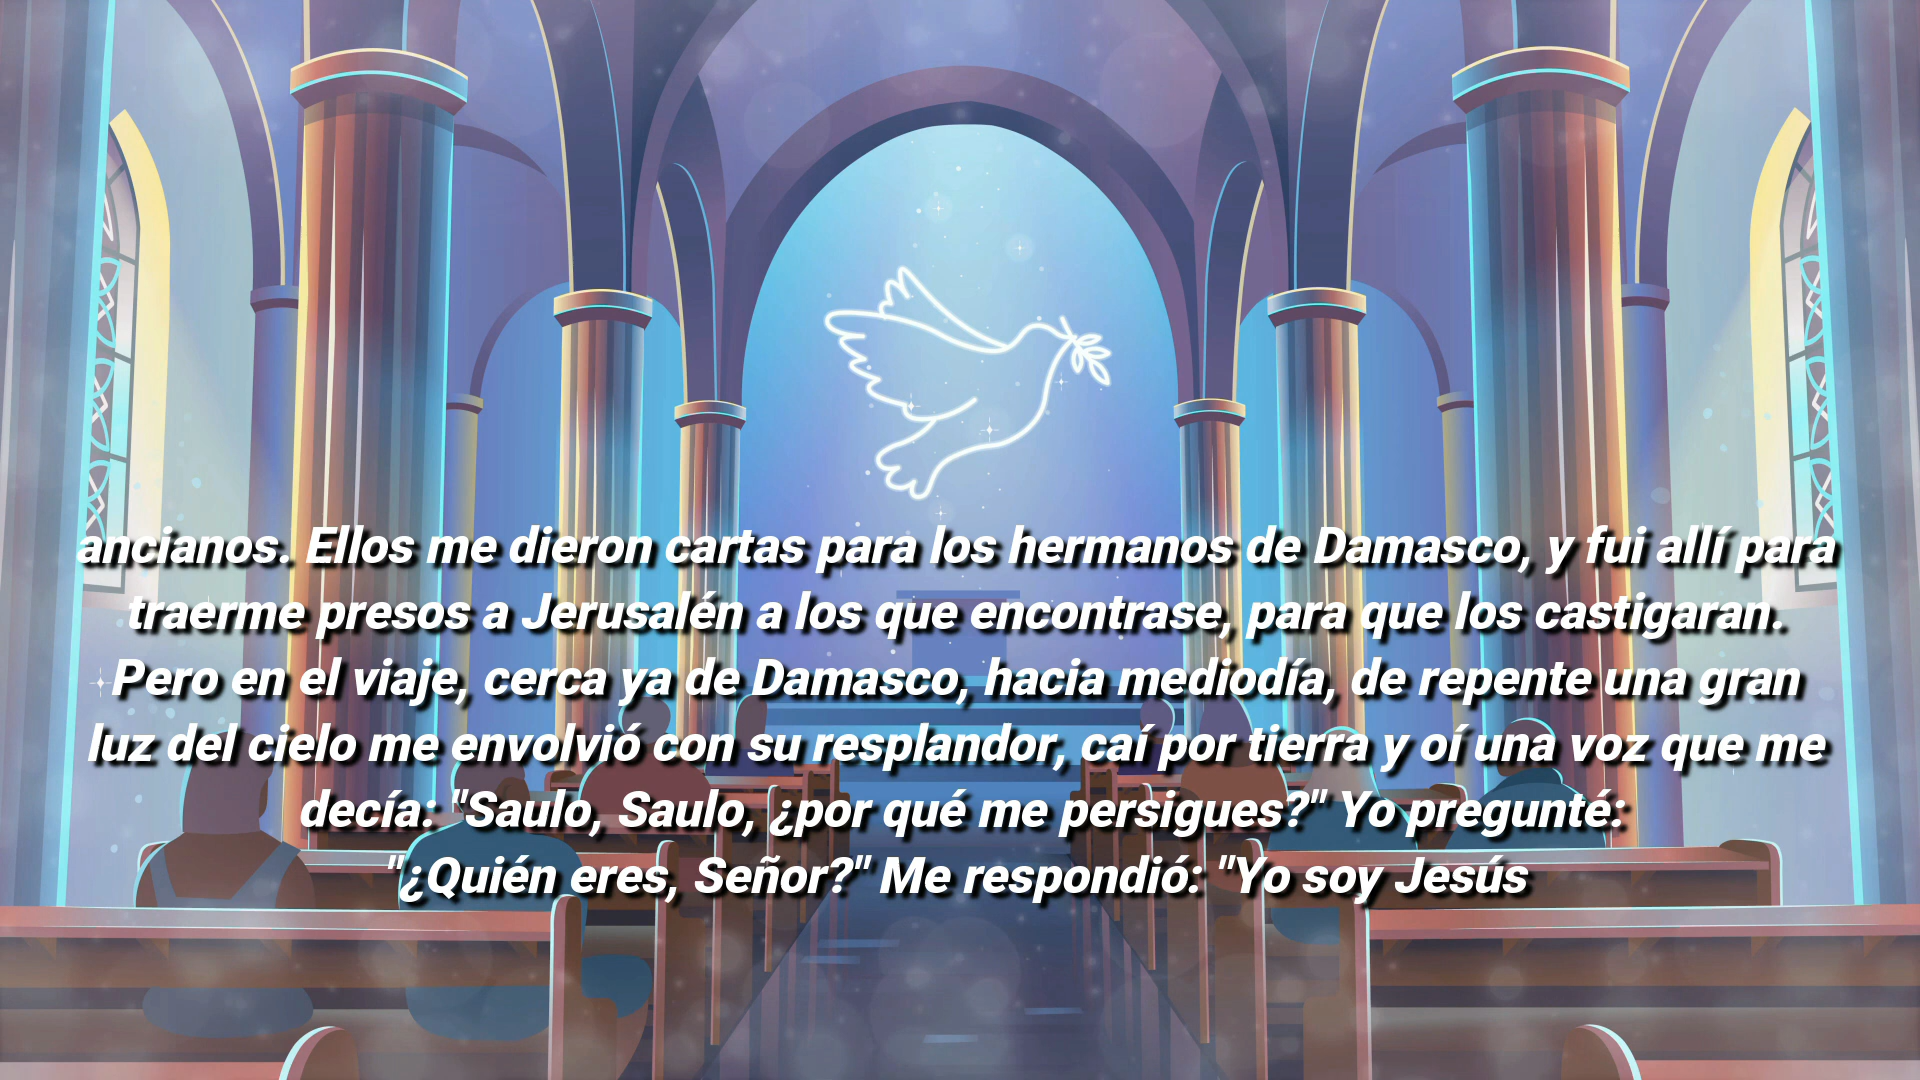 ancianos. Ellos me dieron cartas para los hermanos de Damasco, y fui allí para
traerme presos a Jerusalén a los que encontrase, para que los castigaran.
Pero en el viaje, cerca ya de Damasco, hacia mediodía, de repente una gran
luz del cielo me envolvió con su resplandor, caí por tierra y oí una voz que me
decía: "Saulo, Saulo, ¿por qué me persigues?" Yo pregunté:
"¿Quién eres, Señor?" Me respondió: "Yo soy Jesús